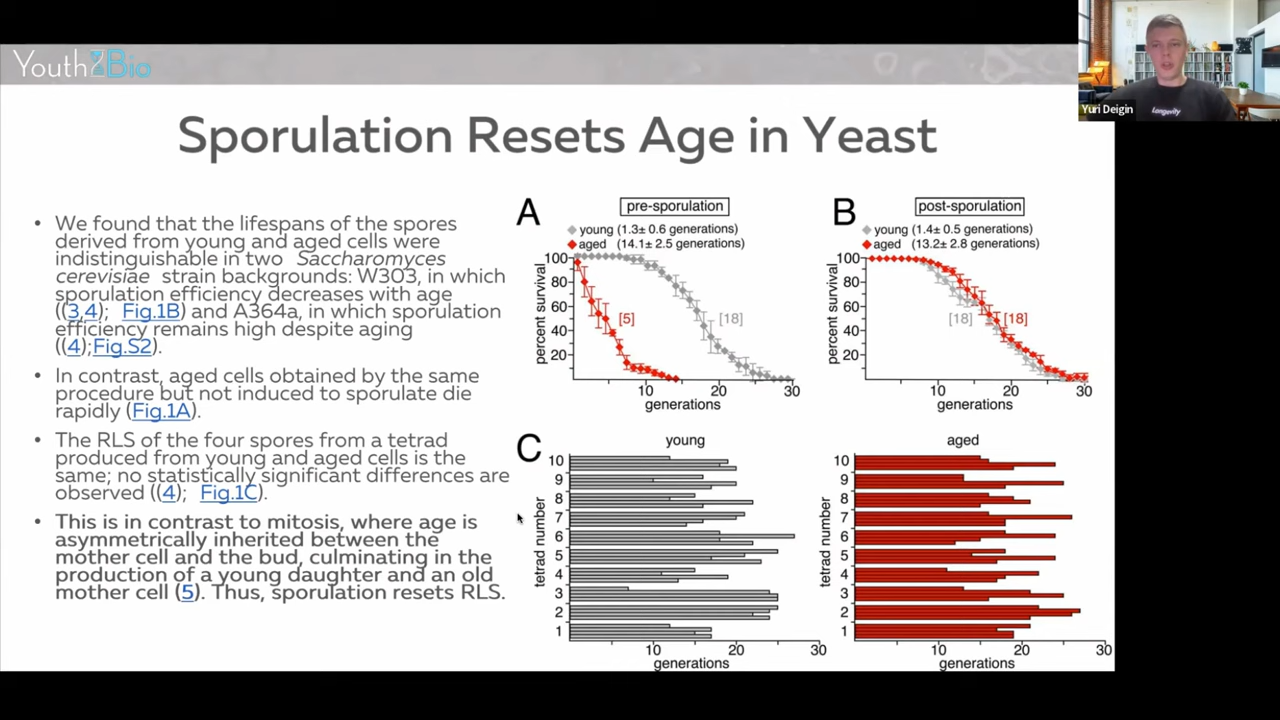 Youth Bio
Yuri Deigin
Longevity
Sporulation Resets Age in Yeast
• We found that the lifespans of the spores
derived from young and aged cells were
indistinguishable in two Saccharomyces
cerevisiae strain backgrounds: W303, in which
sporulation efficiency decreases with age
((3,4); Fig.1B) and A364a, in which sporulation
efficiency remains high despite aging
((4);Fig.S2).
• In contrast, aged cells obtained by the same
procedure but not induced to sporulate die
rapidly (Fig.1A).
• The RLS of the four spores from a tetrad
produced from young and aged cells is the
same; no statistically significant differences are
observed ((4); Fig.1C).
• This is in contrast to mitosis, where age is
asymmetrically inherited between the
mother cell and the bud, culminating in the
production of a young daughter and an old
mother cell (5). Thus, sporulation resets RLS.
A
pre-sporulation
young (1.3± 0.6 generations)
aged (14.1± 2.5 generations)
percent survival
100
80
60
40
20
[5]
[18]
10
20
30
generations
B
post-sporulation
young (1.4± 0.5 generations)
aged (13.2± 2.8 generations)
percent survival
100
80
60
40
20
[18]
[18]
10
20
30
generations
C
young
tetrad number
10
9
8
7
6
5
4
3
2
1
10
20
30
generations
aged
tetrad number
10
9
8
7
6
5
4
3
2
1
10
20
30
generations